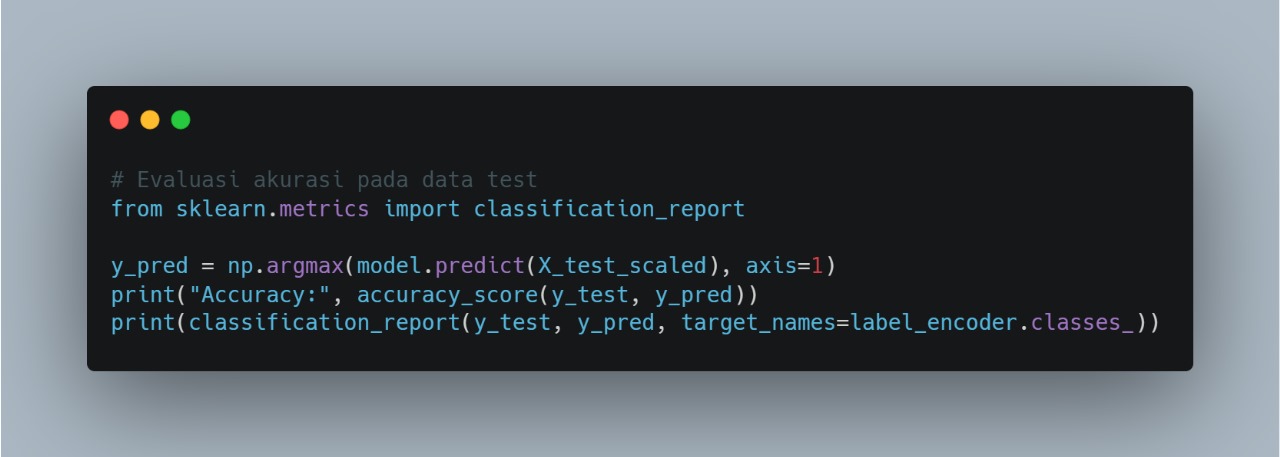 # Evaluasi akurasi pada data test
from sklearn.metrics import classification_report
y_pred = np.argmax(model.predict(X_test_scaled), axis=1)
print("Accuracy:", accuracy_score(y_test, y_pred))
print(classification_report(y_test, y_pred, target_names=label_encoder.classes_))